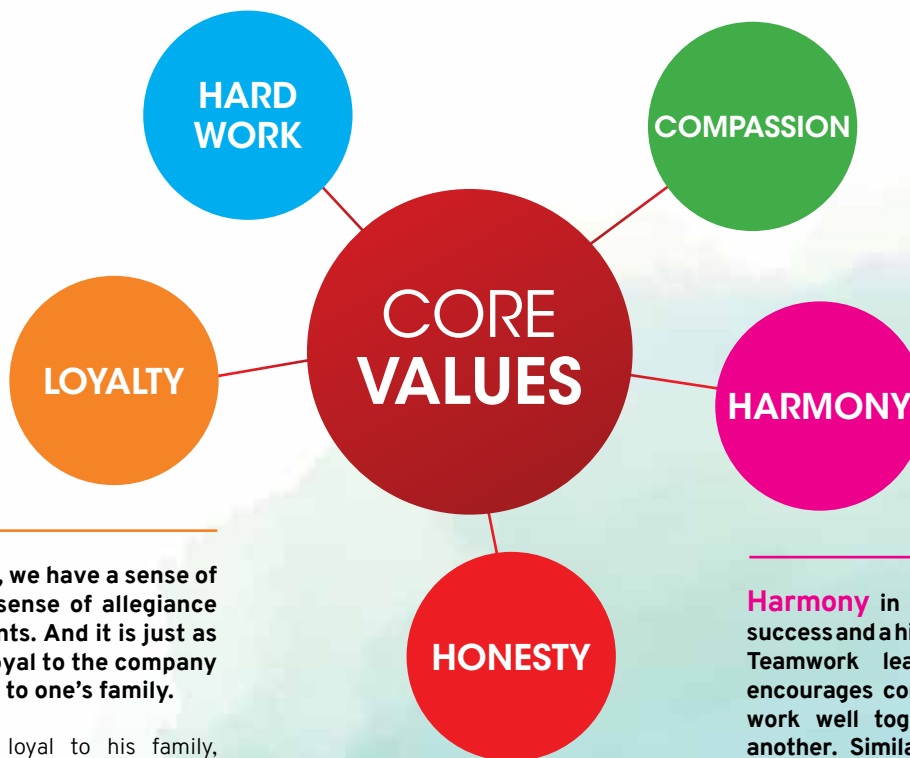 HARD
WORK
COMPASSION
CORE
VALUES
LOYALTY
HARMONY
HONESTY
, we have a sense of
sense of allegiance
nts. And it is just as
oyal to the company
to one's family.
loyal to his family,
Harmony in
success and a hi
Teamwork lea
encourages co
work well tog
another. Simila